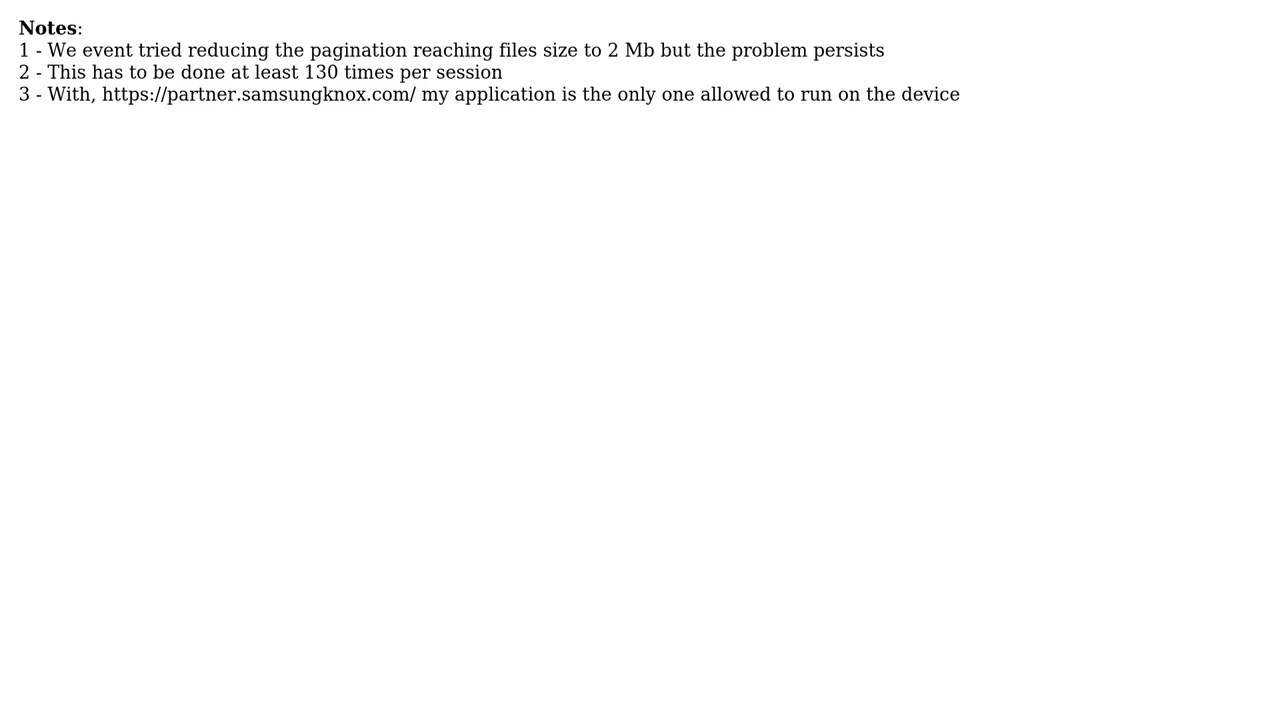 Notes:
1 - We event tried reducing the pagination reaching files size to 2 Mb but the problem persists
2 - This has to be done at least 130 times per session
3 - With, https://partner.samsungknox.com/ my application is the only one allowed to run on the device